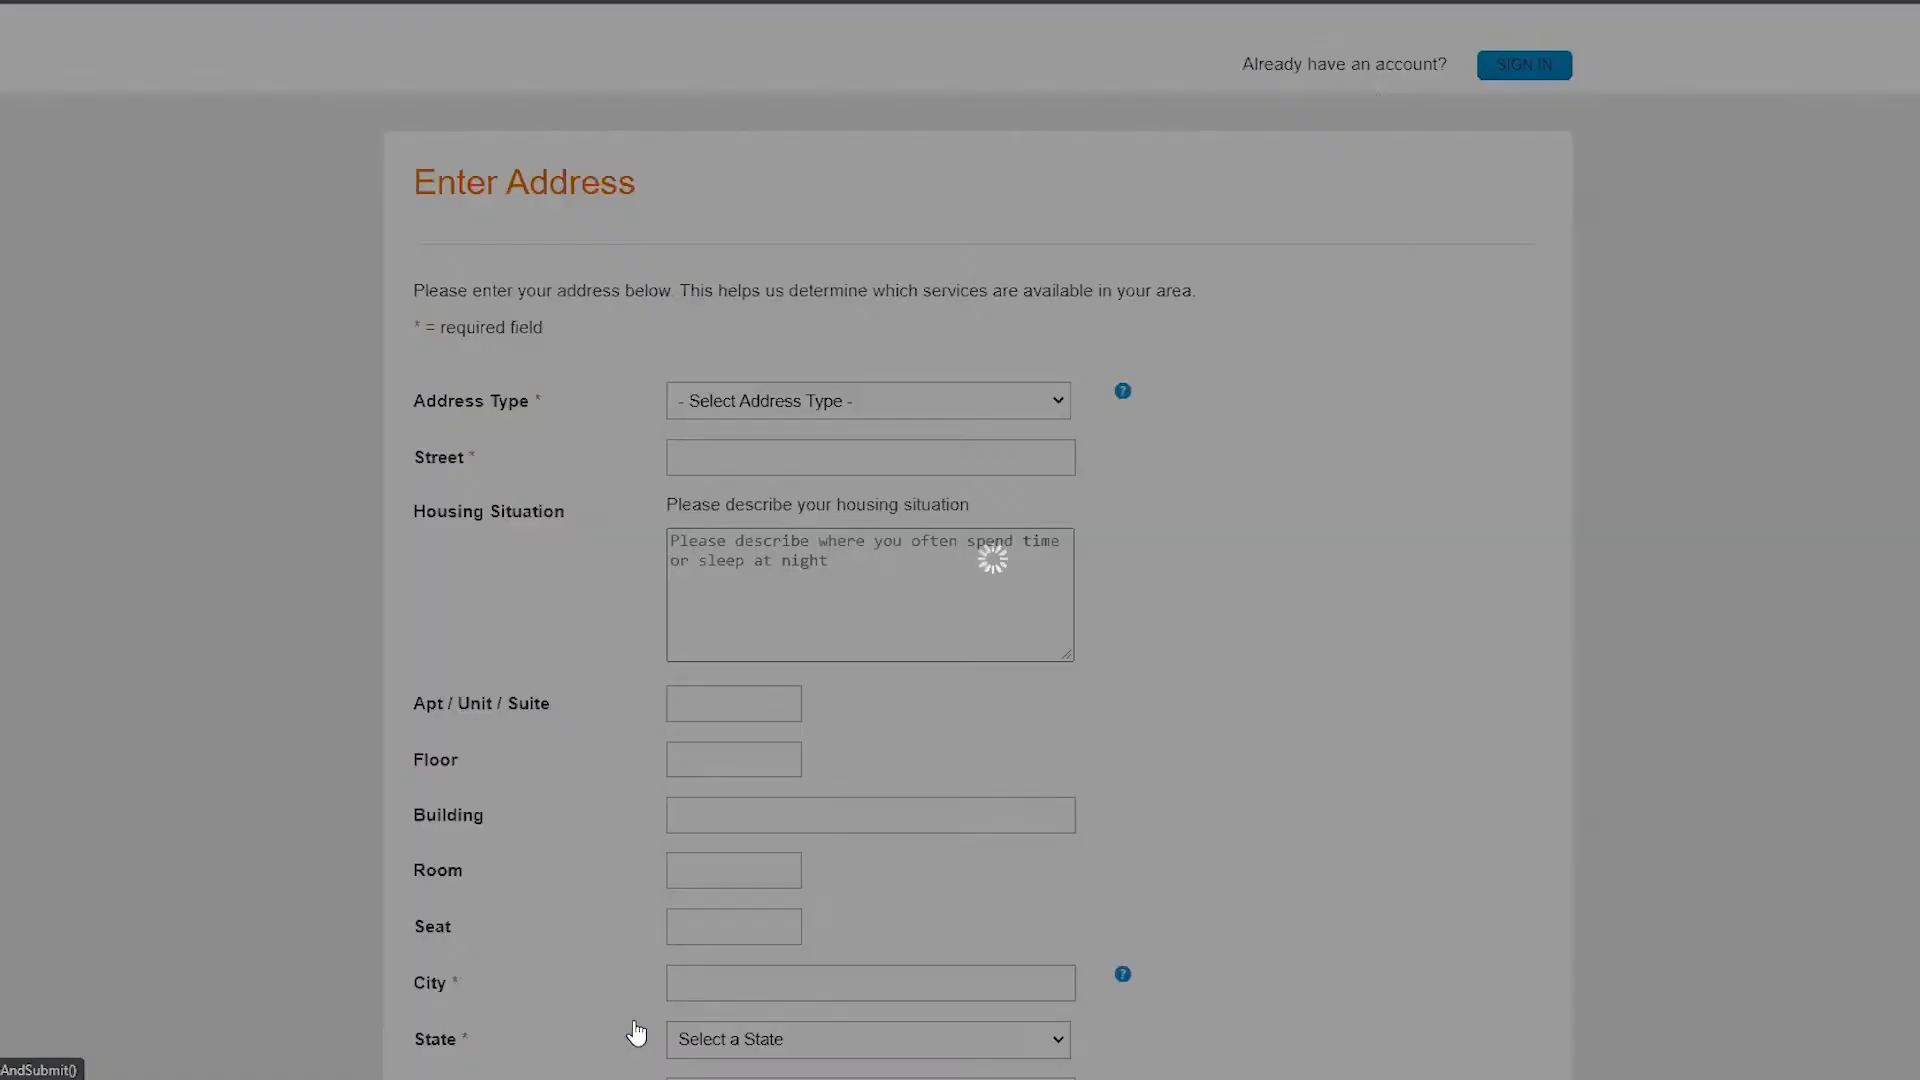 Already have an account?
SIGN IN
Enter Address
Please enter your address below. This helps us determine which services are available in your area.
* = required field
Address Type *
- Select Address Type -
?
Street *
Housing Situation
Please describe your housing situation
Please describe where you often spend time
or sleep at night
Apt / Unit / Suite
Floor
Building
Room
Seat
City *
?
State *
Select a State
AndSubmit()